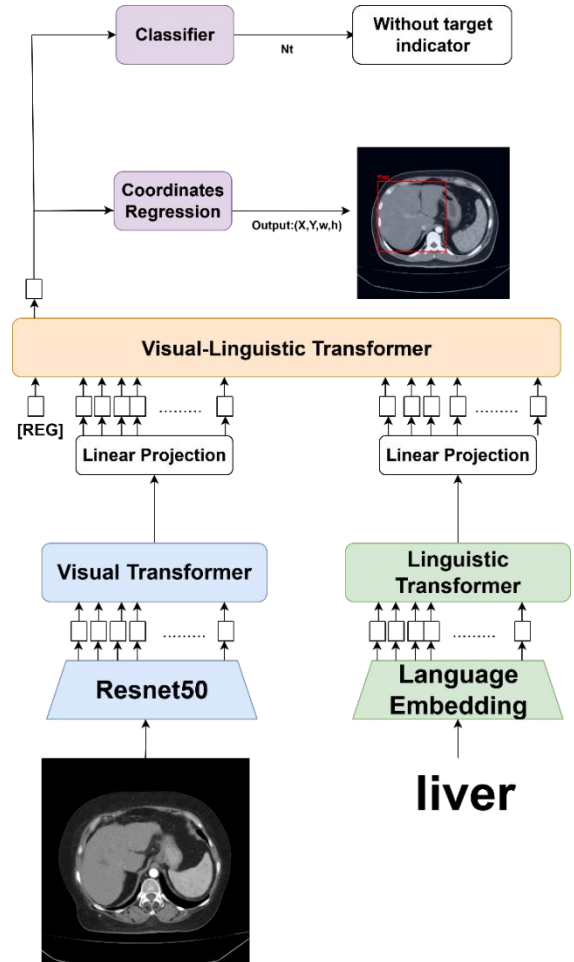 Classifier
Nt
Without target
indicator
Coordinates
Regression
Output:(X,Y,w,h)
Visual-Linguistic Transformer
[REG]
.........
.........
Linear Projection
Linear Projection
Visual Transformer
Linguistic
Transformer
.........
.........
Resnet50
Language
Embedding
liver